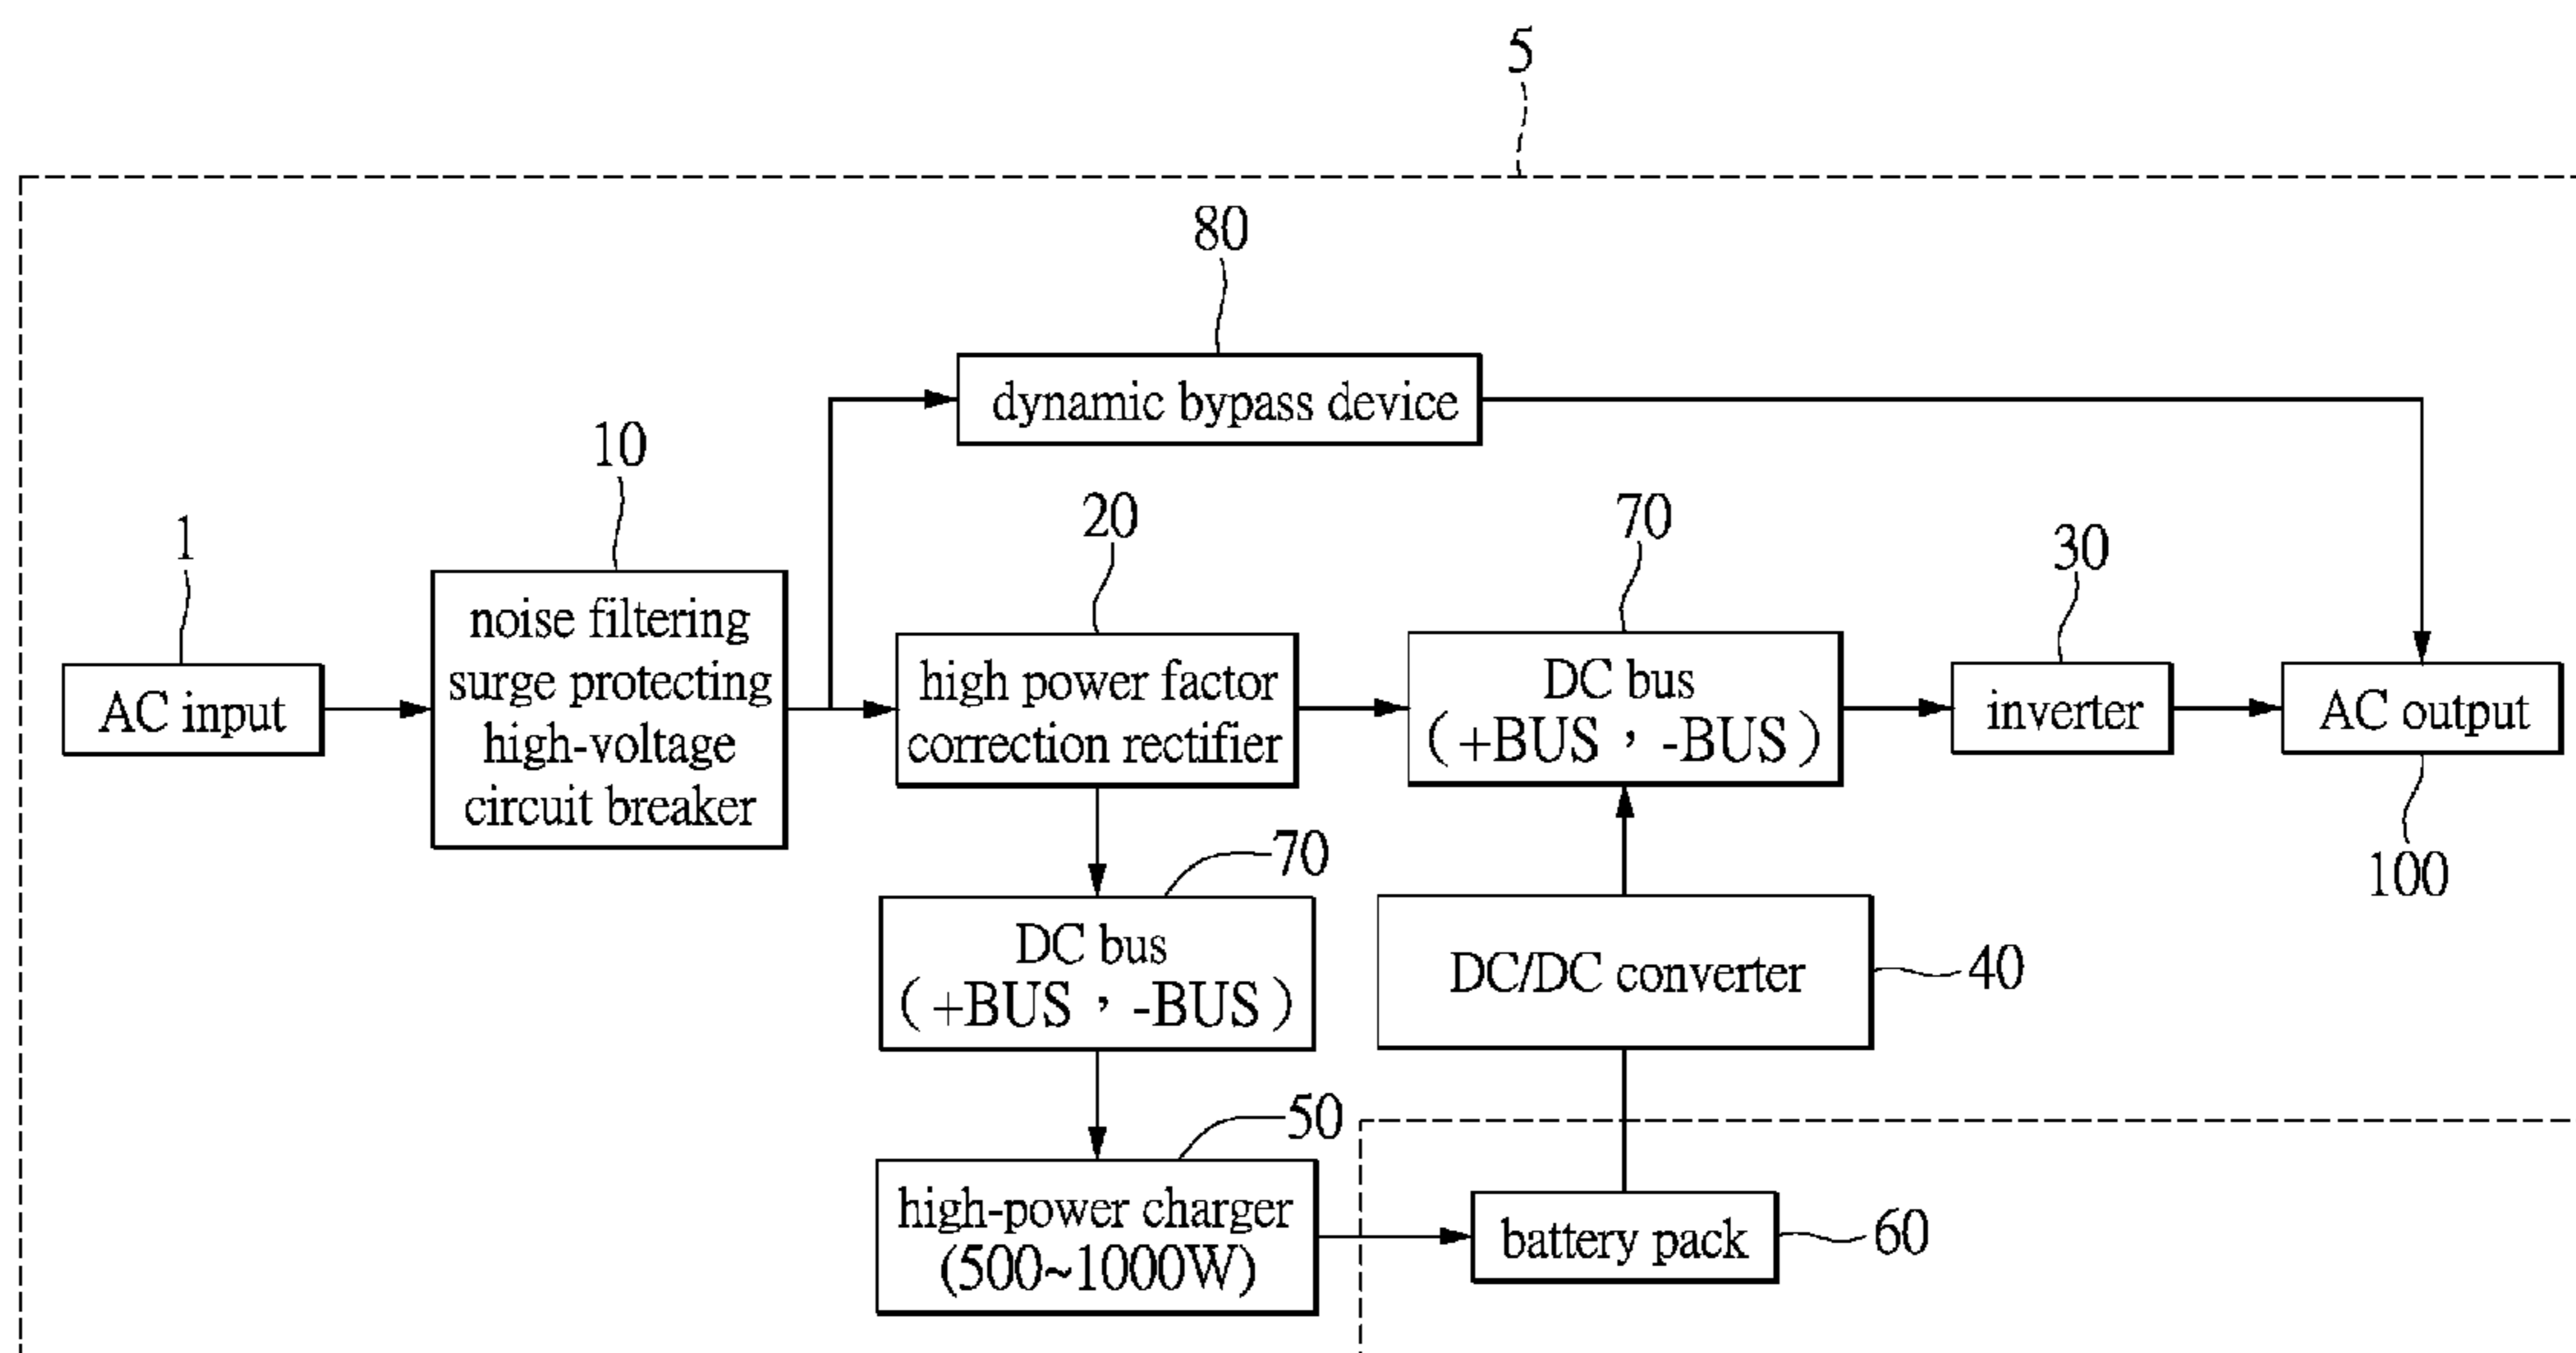 5
80
dynamic bypass device
10
1
20
70
30
noise filtering
surge protecting
high-voltage
circuit breaker
AC input
high power factor
correction rectifier
DC bus
（+BUS，-BUS）
inverter
AC output
100
70
DC bus
（+BUS，-BUS）
DC/DC converter
40
50
high-power charger
(500~1000W)
battery pack
60